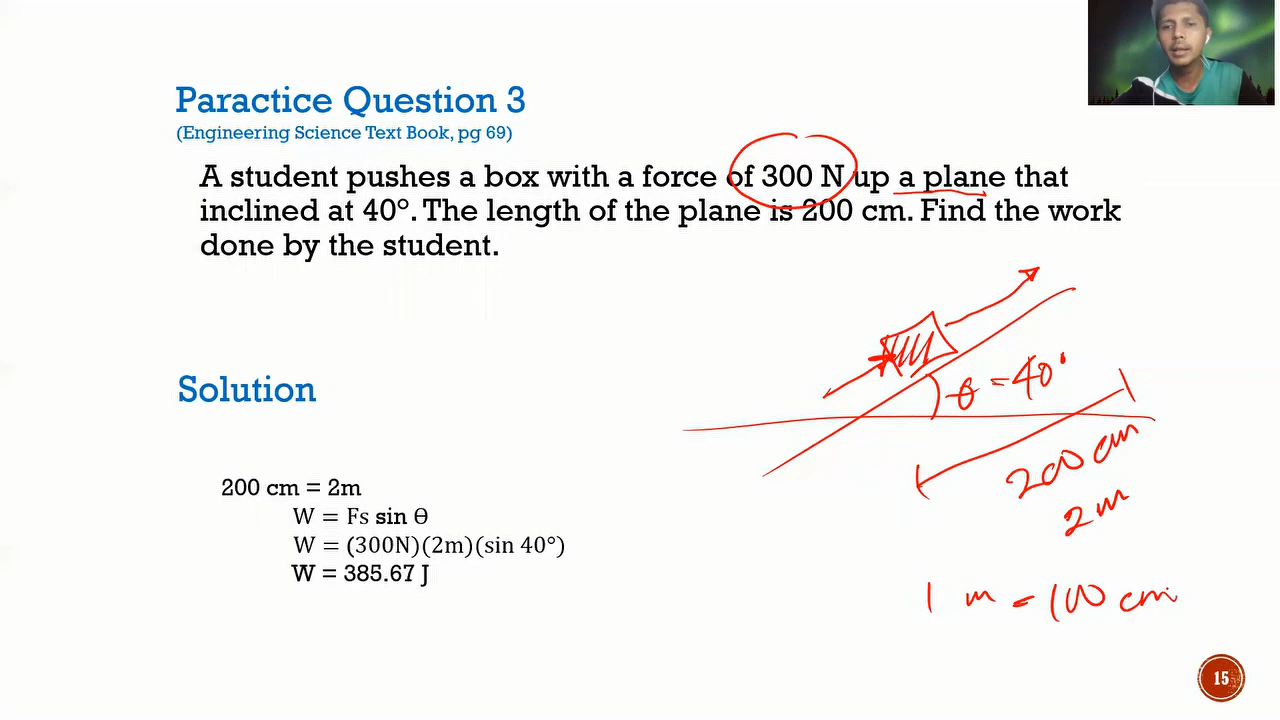 Paractice Question 3
(Engineering Science Text Book, pg 69)
A student pushes a box with a force of 300 N up a plane that
inclined at 40°. The length of the plane is 200 cm. Find the work
done by the student.
θ = 40°
200 cm
2 m
1 m = 100 cm
Solution
200 cm = 2m
W = Fs sin Ө
W = (300N)(2m)(sin 40°)
W = 385.67 J
15